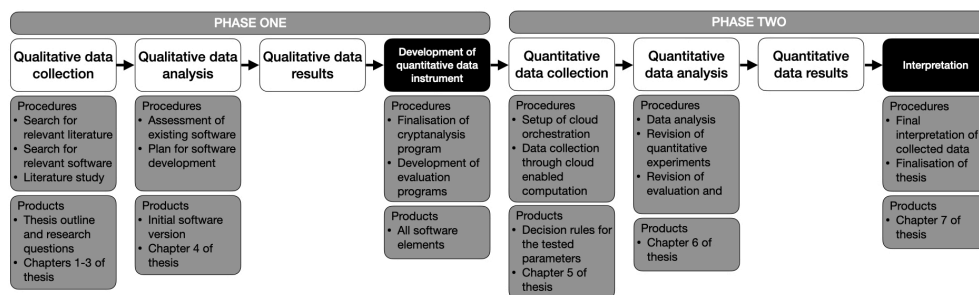 PHASE ONE
PHASE TWO
Qualitative data
collection
Qualitative data
analysis
Qualitative data
results
Development of
quantitative data
instrument
Quantitative
data collection
Quantitative
data analysis
Quantitative
data results
Interpretation
Procedures
• Search for
relevant literature
• Search for
relevant software
• Literature study
Procedures
• Assessment of
existing software
• Plan for software
development
Procedures
• Finalisation of
cryptanalysis
program
• Development of
evaluation
programs
Procedures
• Setup of cloud
orchestration
• Data collection
through cloud
enabled
computation
Procedures
• Data analysis
• Revision of
quantitative
experiments
• Revision of
evaluation and
Procedures
• Final
interpretation of
collected data
• Finalisation of
thesis
Products
• Thesis outline
and research
questions
• Chapters 1-3 of
thesis
Products
• Initial software
version
• Chapter 4 of
thesis
Products
• All software
elements
Products
• Decision rules for
the tested
parameters
• Chapter 5 of
thesis
Products
• Chapter 6 of
thesis
Products
• Chapter 7 of
thesis